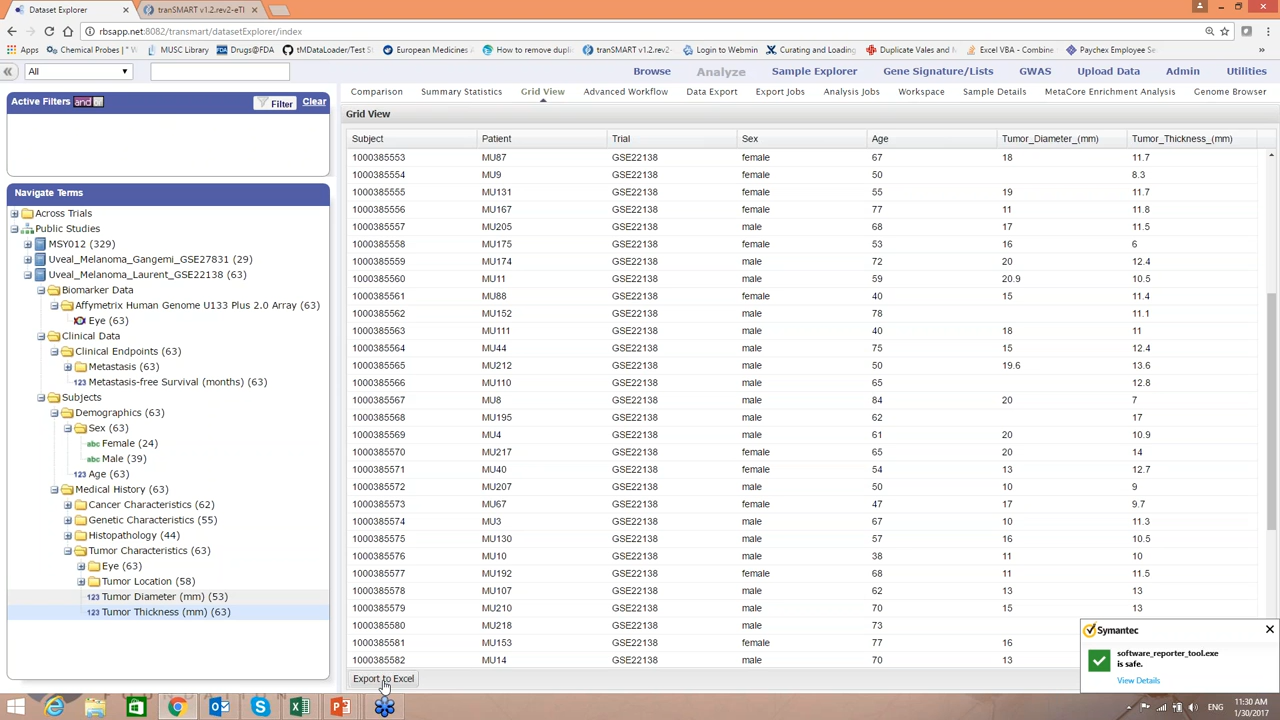 Dataset Explorer
tranSMART v1.2.rev2-eTI
rbsapp.net:8082/transmart/datasetExplorer/index
Apps Chemical Probes | " MUSC Library Drugs@FDA tMDataLoader/Test S European Medicines A How to remove dupli tranSMART v1.2.rev2- Login to Webmin Curating and Loading Duplicate Vales and M Excel VBA - Combine Paychex Employee Se
All
Browse Analyze Sample Explorer Gene Signature/Lists GWAS Upload Data Admin Utilities
Active Filters and or Filter Clear
Comparison Summary Statistics Grid View Advanced Workflow Data Export Export Jobs Analysis Jobs Workspace Sample Details MetaCore Enrichment Analysis Genome Browser
Navigate Terms
Across Trials
Public Studies
MSY012 (329)
Uveal_Melanoma_Gangemi_GSE27831 (29)
Uveal_Melanoma_Laurent_GSE22138 (63)
Biomarker Data
Affymetrix Human Genome U133 Plus 2.0 Array (63)
Eye (63)
Clinical Data
Clinical Endpoints (63)
Metastasis (63)
123 Metastasis-free Survival (months) (63)
Subjects
Demographics (63)
Sex (63)
abc Female (24)
abc Male (39)
123 Age (63)
Medical History (63)
Cancer Characteristics (62)
Genetic Characteristics (55)
Histopathology (44)
Tumor Characteristics (63)
Eye (63)
Tumor Location (58)
123 Tumor Diameter (mm) (53)
123 Tumor Thickness (mm) (63)
Grid View
Subject Patient Trial Sex Age Tumor_Diameter_(mm) Tumor_Thickness_(mm)
1000385553 MU87 GSE22138 female 67 18 11.7
1000385554 MU9 GSE22138 female 50 8.3
1000385555 MU131 GSE22138 female 55 19 11.7
1000385556 MU167 GSE22138 female 77 11 11.8
1000385557 MU205 GSE22138 male 68 17 11.5
1000385558 MU175 GSE22138 female 53 16 6
1000385559 MU174 GSE22138 male 72 20 12.4
1000385560 MU11 GSE22138 male 59 20.9 10.5
1000385561 MU88 GSE22138 female 40 15 11.4
1000385562 MU152 GSE22138 male 78 11.1
1000385563 MU111 GSE22138 male 40 18 11
1000385564 MU44 GSE22138 male 75 15 12.4
1000385565 MU212 GSE22138 male 50 19.6 13.6
1000385566 MU110 GSE22138 male 65 12.8
1000385567 MU8 GSE22138 male 84 20 7
1000385568 MU195 GSE22138 male 62 17
1000385569 MU4 GSE22138 male 61 20 10.9
1000385570 MU217 GSE22138 female 65 20 14
1000385571 MU40 GSE22138 female 54 13 12.7
1000385572 MU207 GSE22138 male 50 10 9
1000385573 MU67 GSE22138 female 47 17 9.7
1000385574 MU3 GSE22138 male 67 10 11.3
1000385575 MU130 GSE22138 male 57 16 10.5
1000385576 MU10 GSE22138 male 38 11 10
1000385577 MU192 GSE22138 female 68 11 11.5
1000385578 MU107 GSE22138 male 62 13 13
1000385579 MU210 GSE22138 male 70 15 13
1000385580 MU218 GSE22138 male 73
1000385581 MU153 GSE22138 female 77 16
1000385582 MU14 GSE22138 male 70 13
Export to Excel
Symantec
software_reporter_tool.exe
is safe.
View Details
ENG
11:30 AM
1/30/2017